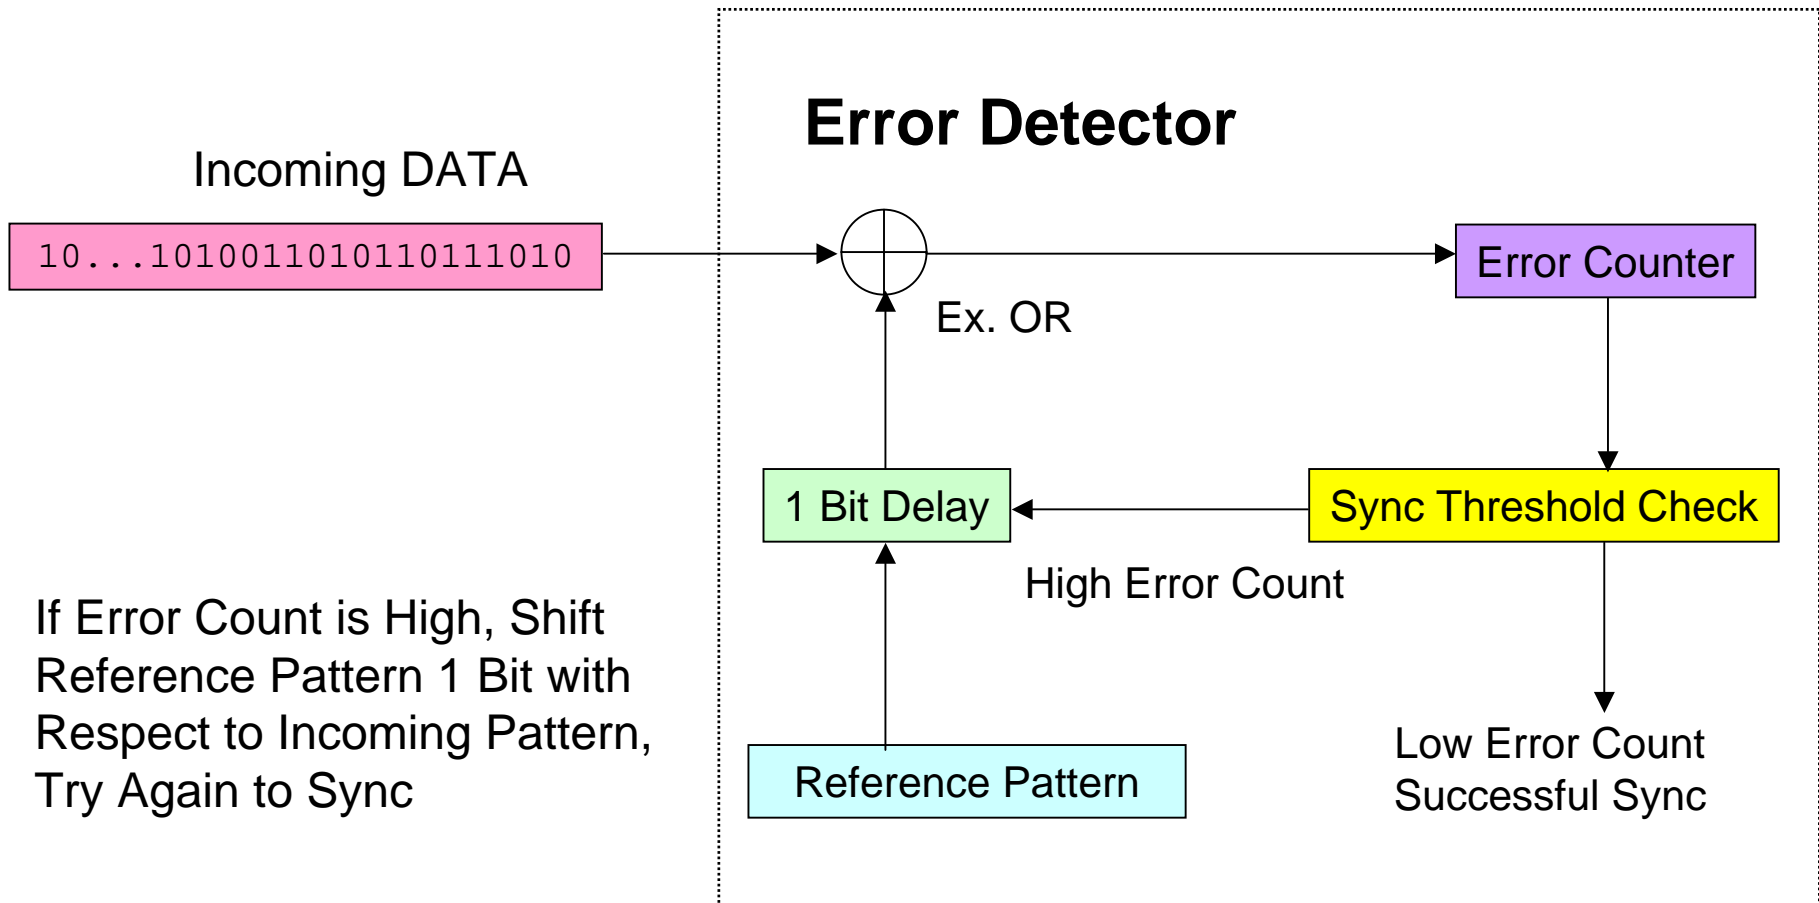 Error Detector
Incoming DATA
10...1010011010110111010
Ex. OR
Error Counter
1 Bit Delay
Sync Threshold Check
High Error Count
If Error Count is High, Shift
Reference Pattern 1 Bit with
Respect to Incoming Pattern,
Try Again to Sync
Reference Pattern
Low Error Count
Successful Sync